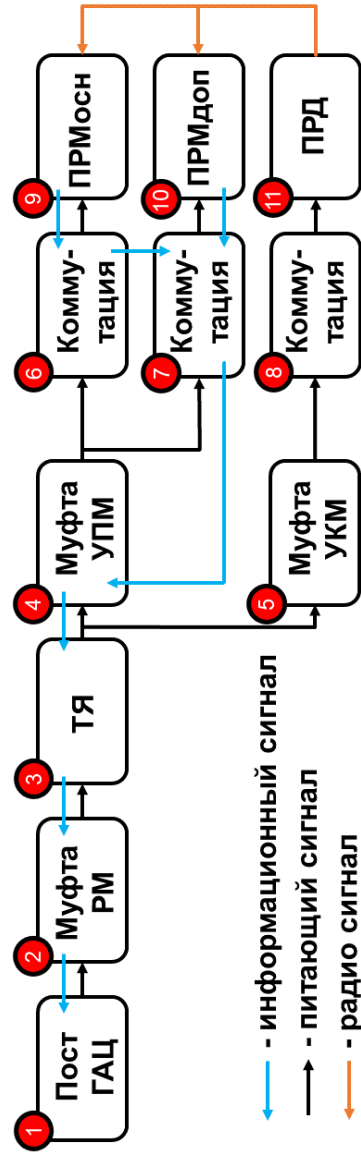 1
Пост
ГАЦ
2
Муфта
РМ
3
ТЯ
4
Муфта
УПМ
5
Муфта
УКМ
6
Комму-
тация
7
Комму-
тация
8
Комму-
тация
9
ПРМосн
10
ПРМдоп
11
ПРД
- информационный сигнал
- питающий сигнал
- радио сигнал